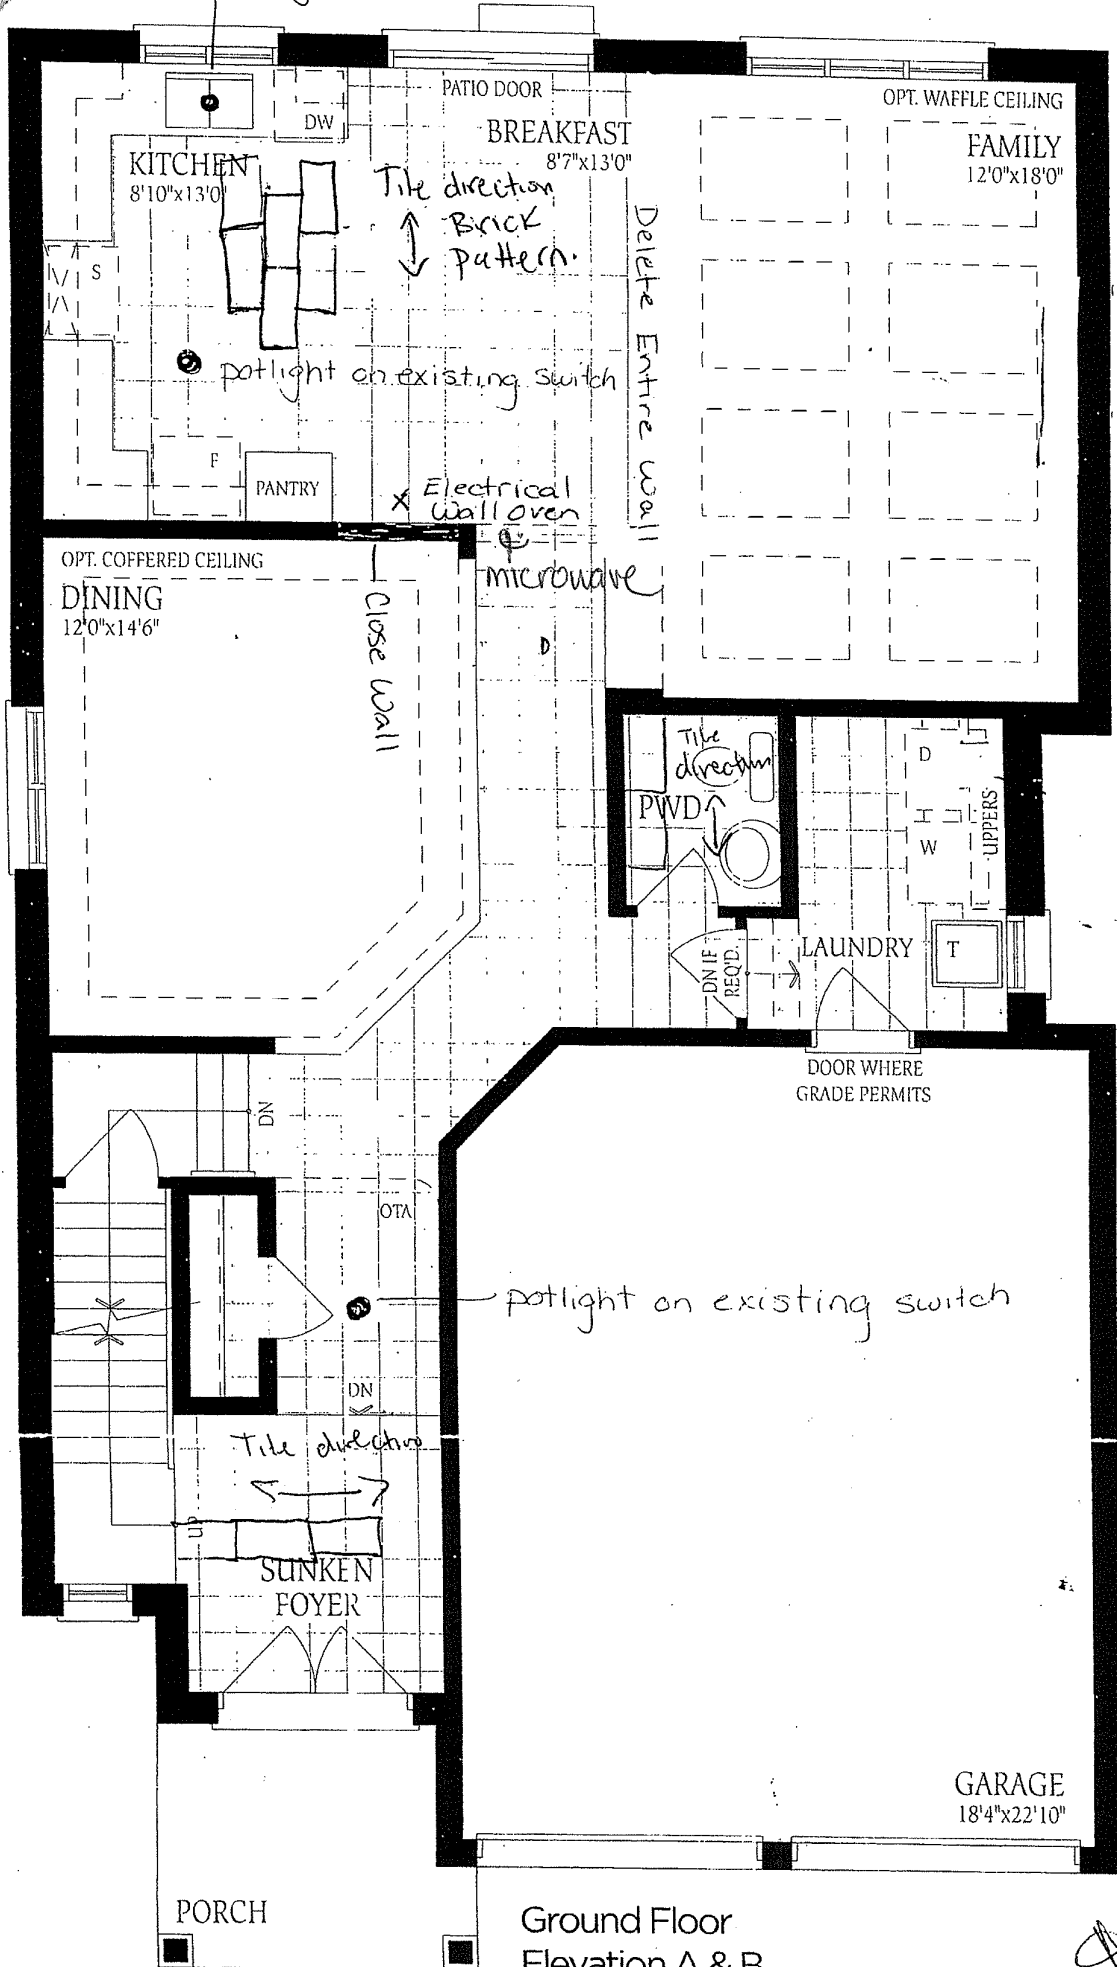 PATIO DOOR
OPT. WAFFLE CEILING
DW
BREAKFAST
8'7"x13'0"
FAMILY
12'0"x18'0"
KITCHEN
8'10"x13'0"
Tile direction
Brick
pattern.
S
Delete Entire Wall
potlight on existing switch
F
PANTRY
x Electrical
Wall oven
&
microwave
OPT. COFFERED CEILING
DINING
12'0"x14'6"
Close Wall
D
Tile
direction
PWD
D
W
UPPERS
LAUNDRY
T
DN IF
REQ'D.
DOOR WHERE
GRADE PERMITS
DN
OTA
potlight on existing switch
DN
Tile direction
UP
SUNKEN
FOYER
GARAGE
18'4"x22'10"
PORCH
Ground Floor
Elevation A & B